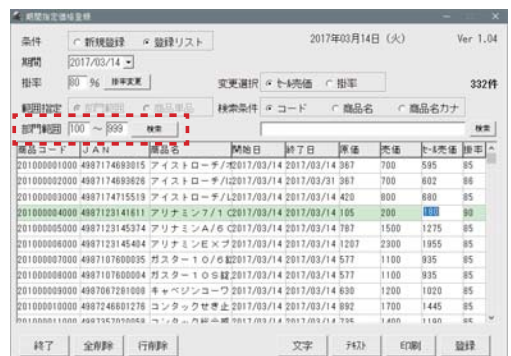 期間指定価格登録
条件 新規登録 登録リスト 2017年03月14日 (火) Ver 1.04
期間 2017/03/14
掛率 80 % 掛率変更 変更選択 セール売価 掛率 332件
範囲指定 部門範囲 商品単品 検索条件 コード 商品名 商品名カナ
部門範囲 100 ~ 999 検索 検索
商品コード JAN 商品名 開始日 終了日 原価 売価 セール売価 掛率
201000001000 4987174693015 アイストローチ/オ 2017/03/14 2017/03/14 367 700 595 85
201000002000 4987174693626 アイストローチ/ 2017/03/14 2017/03/31 367 700 602 86
201000003000 4987174715519 アイストローチ/L 2017/03/14 2017/03/14 420 800 680 85
201000004000 4987123141611 アリナミン7/1 C 2017/03/14 2017/03/14 105 200 180 90
201000005000 4987123145374 アリナミンA/6 C 2017/03/14 2017/03/14 787 1500 1275 85
201000006000 4987123145404 アリナミンEXプ 2017/03/14 2017/03/14 1207 2300 1955 85
201000007000 4987107600035 ガスター10/6錠 2017/03/14 2017/03/14 577 1100 935 85
201000008000 4987107600004 ガスター10S錠 2017/03/14 2017/03/14 577 1100 935 85
201000009000 4987067281008 キャベジンコーワ 2017/03/14 2017/03/14 630 1200 1020 85
201000010000 4987246601276 コンタックせき止 2017/03/14 2017/03/14 892 1700 1445 85
終了 全削除 行削除 文字 テキスト 印刷 登録